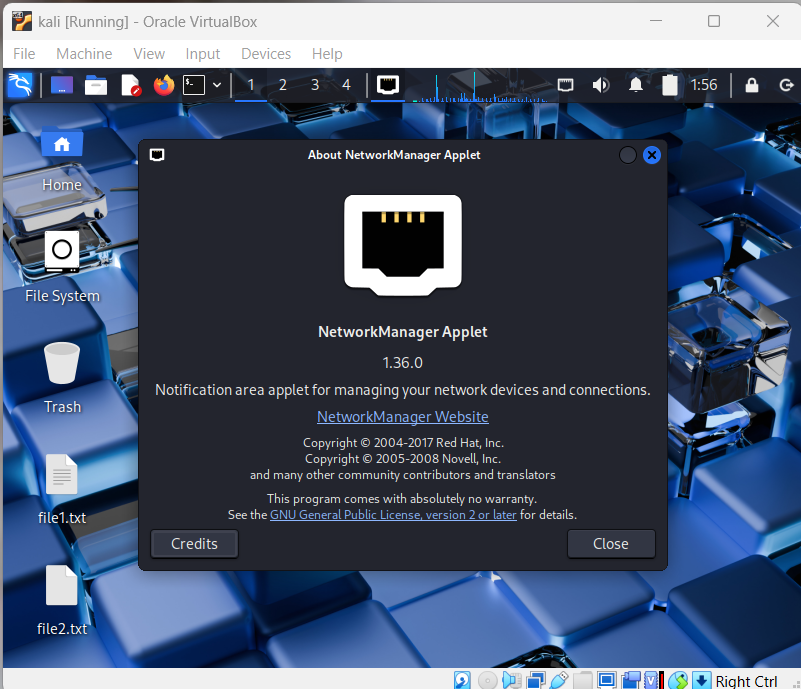 kali [Running] - Oracle VirtualBox
File Machine View Input Devices Help
1 2 3 4 1:56
About NetworkManager Applet
Home
File System
Trash
file1.txt
file2.txt
NetworkManager Applet
1.36.0
Notification area applet for managing your network devices and connections.
NetworkManager Website
Copyright © 2004-2017 Red Hat, Inc.
Copyright © 2005-2008 Novell, Inc.
and many other community contributors and translators
This program comes with absolutely no warranty.
See the GNU General Public License, version 2 or later for details.
Credits Close
Right Ctrl